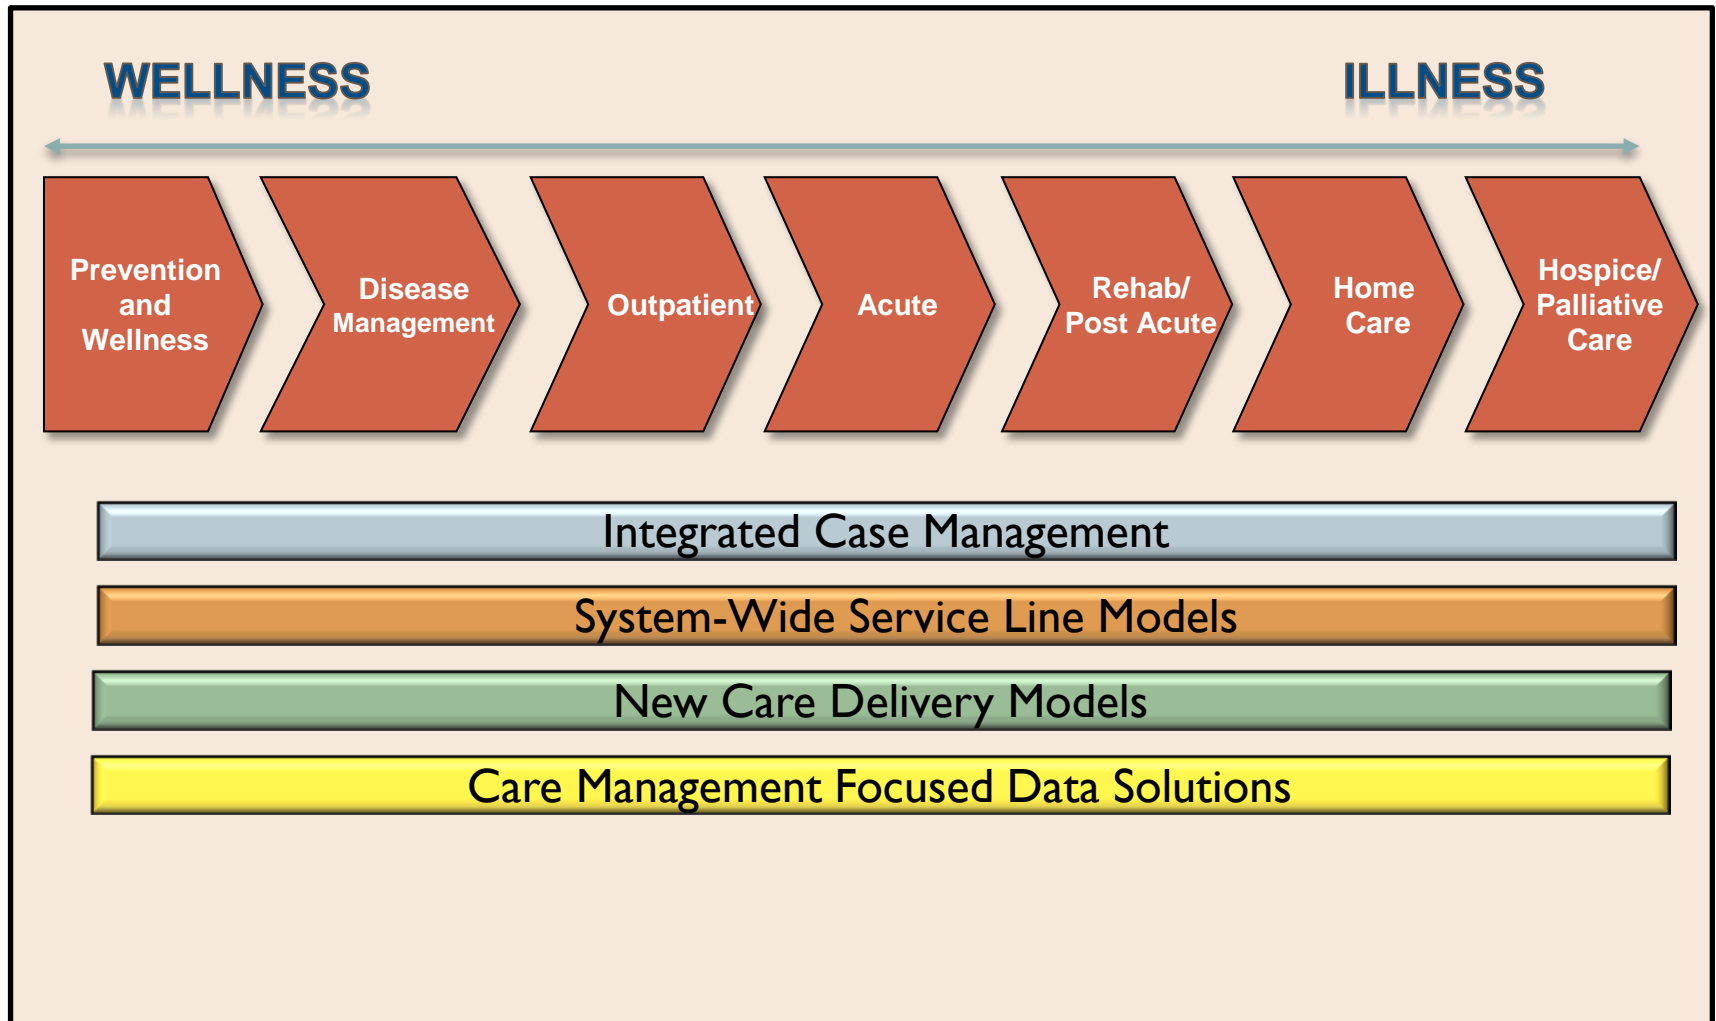 WELLNESS
ILLNESS
Prevention
and
Wellness
Disease
Management
Outpatient
Acute
Rehab/
Post Acute
Home
Care
Hospice/
Palliative
Care
Integrated Case Management
System-Wide Service Line Models
New Care Delivery Models
Care Management Focused Data Solutions